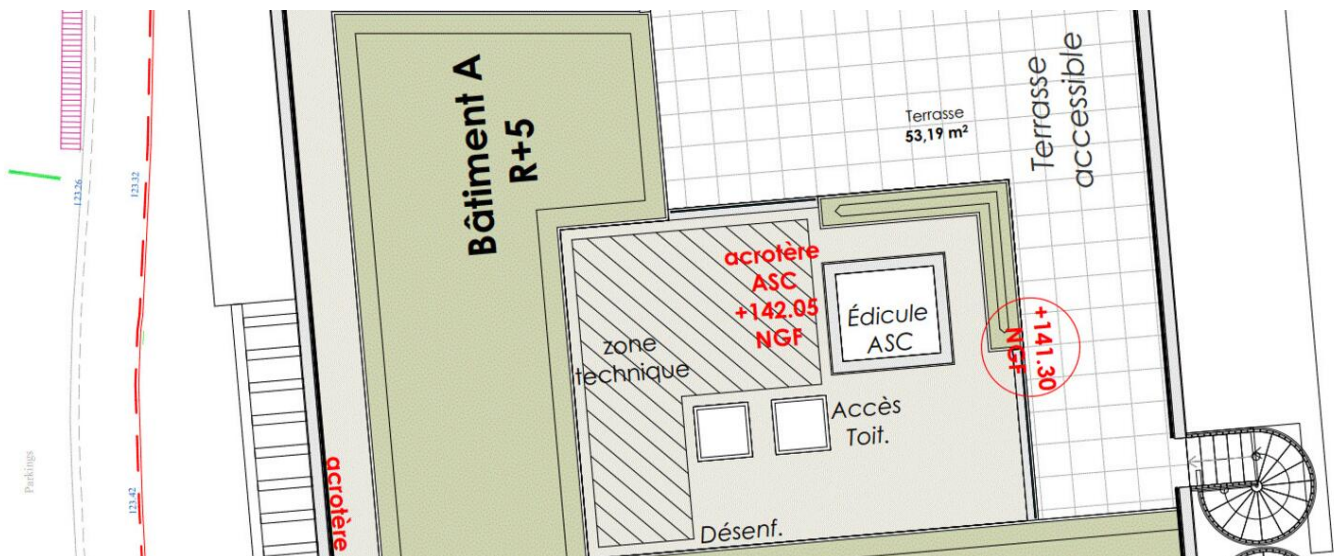 Bâtiment A
R+5
Terrasse
53,19 m²
Terrasse
accessible
123.26
123.32
acrotère
ASC
+142.05
NGF
Édicule
ASC
+141.30
NGF
zone
technique
Accès
Toit.
Parkings
123.42
acrotère
Désenf.